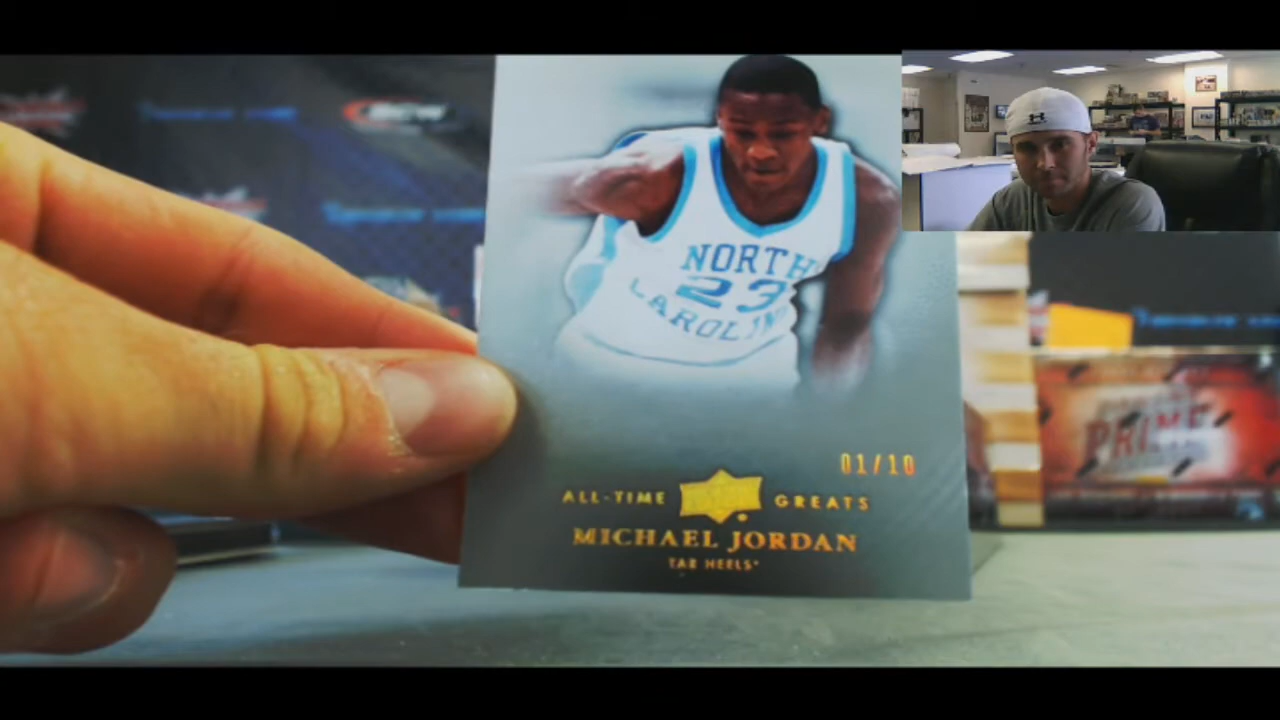 NORTH
23
CAROLINA
01/10
ALL-TIME GREATS
MICHAEL JORDAN
TAR HEELS
PRIME